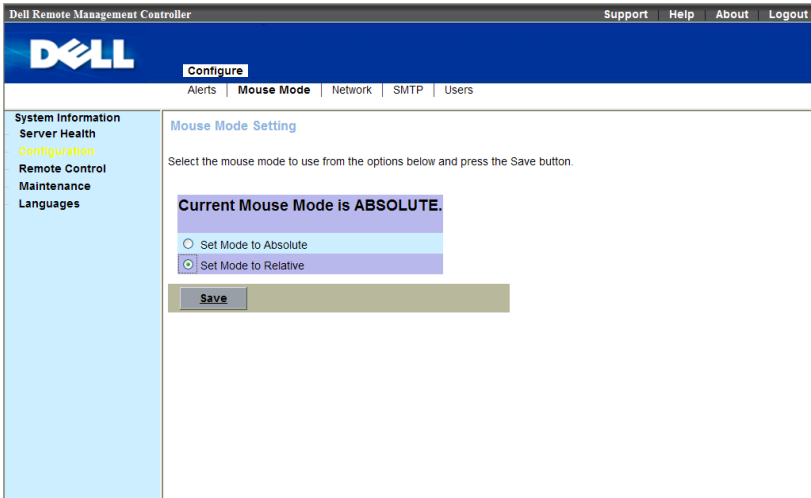 Dell Remote Management Controller
Support Help About Logout
DELL
Configure
Alerts Mouse Mode Network SMTP Users
System Information
Server Health
Configuration
Remote Control
Maintenance
Languages
Mouse Mode Setting
Select the mouse mode to use from the options below and press the Save button.
Current Mouse Mode is ABSOLUTE.
Set Mode to Absolute
Set Mode to Relative
Save